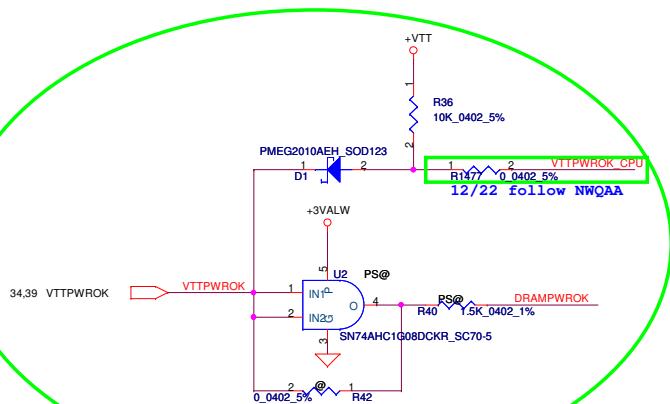 +VTT
1
R36
10K_0402_5%
2
PMEG2010AEH_SOD123
1
2
D1
1
2
VTTPWROK_CPU
R1477
0_0402_5%
12/22 follow NWQAA
+3VALW
5
U2
PS@
34,39 VTTPWROK
VTTPWROK
1
IN1
P
O
4
PS@
DRAMPWROK
2
IN2
G
R40
1.5K_0402_1%
3
SN74AHC1G08DCKR_SC70-5
2
@
1
0_0402_5%
R42